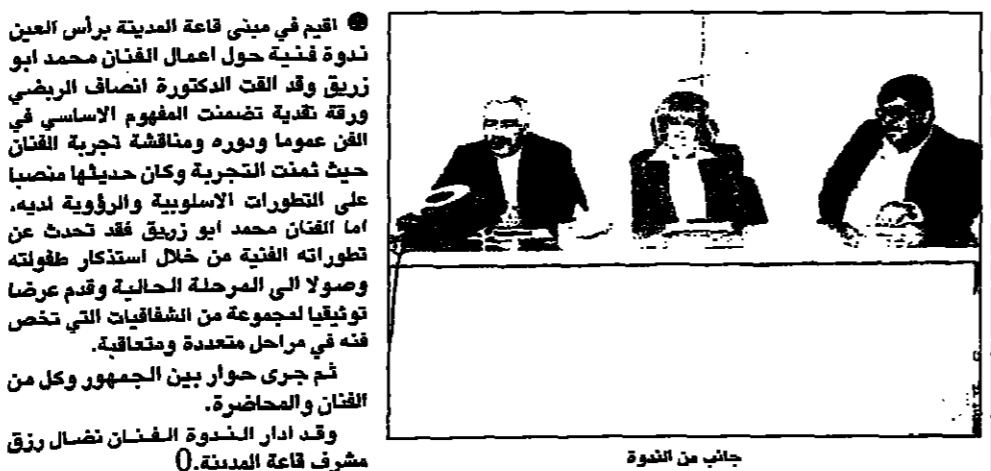 ● اقيم في مبنى قاعة المدينة برأس العين
ندوة فنية حول اعمال الفنان محمد ابو
زريق وقد القت الدكتورة انصاف الربضي
ورقة نقدية تضمنت المفهوم الاساسي في
الفن عموما ودوره ومناقشة تجربة الفنان
حيث ثمنت التجربة وكان حديثها منصبا
على التطورات الاسلوبية والرؤوية لديه.
اما الفنان محمد ابو زريق فقد تحدث عن
تطوراته الفنية من خلال استذكار طفولته
وصولا الى المرحلة الحالية وقدم عرضا
توثيقيا لمجموعة من الشفافيات التي تخص
فنه في مراحل متعددة ومتعاقبة.
ثم جرى حوار بين الجمهور وكل من
الفنان والمحاضرة.
وقد ادار الندوة الفنان نضال رزق
مشرف قاعة المدينة.()
جانب من الندوة